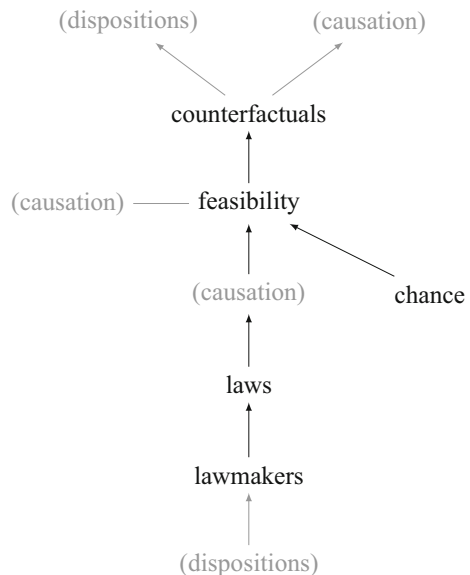 (dispositions) (causation)
counterfactuals
(causation) feasibility
(causation) chance
laws
lawmakers
(dispositions)